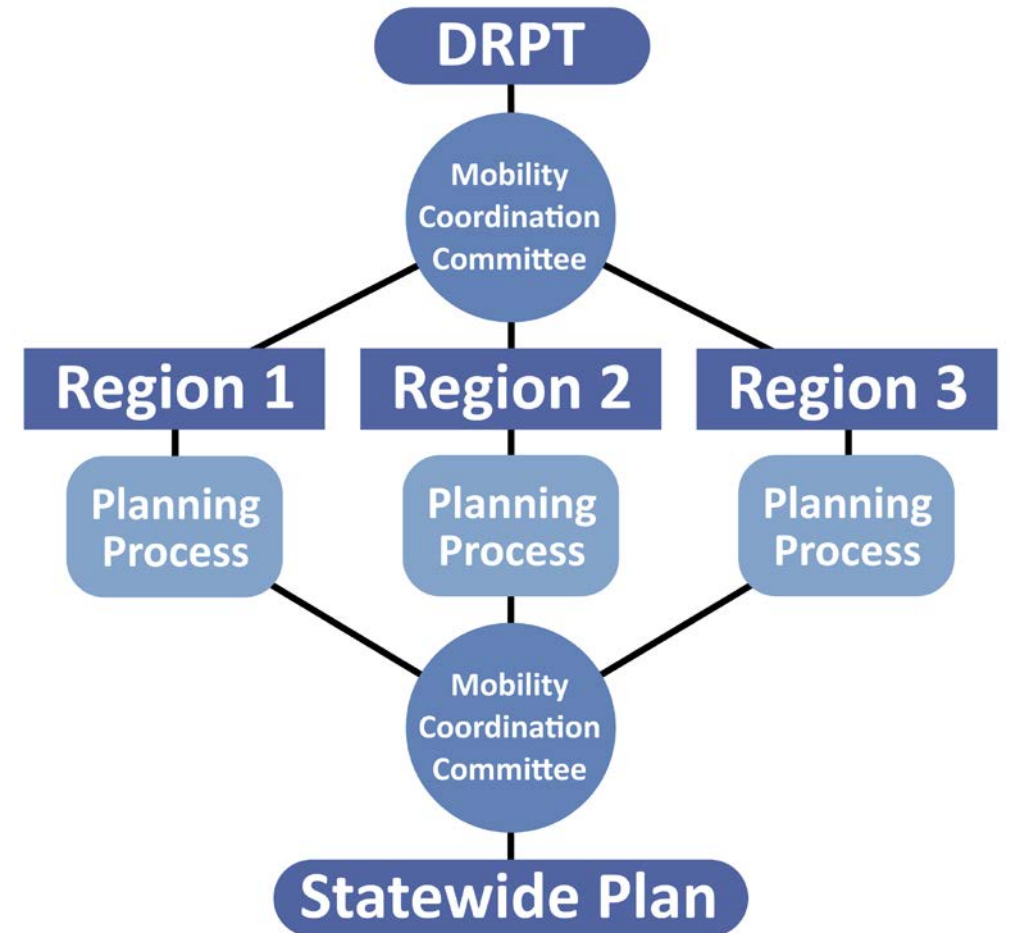 DRPT
Mobility
Coordination
Committee
Region 1
Region 2
Region 3
Planning
Process
Planning
Process
Planning
Process
Mobility
Coordination
Committee
Statewide Plan